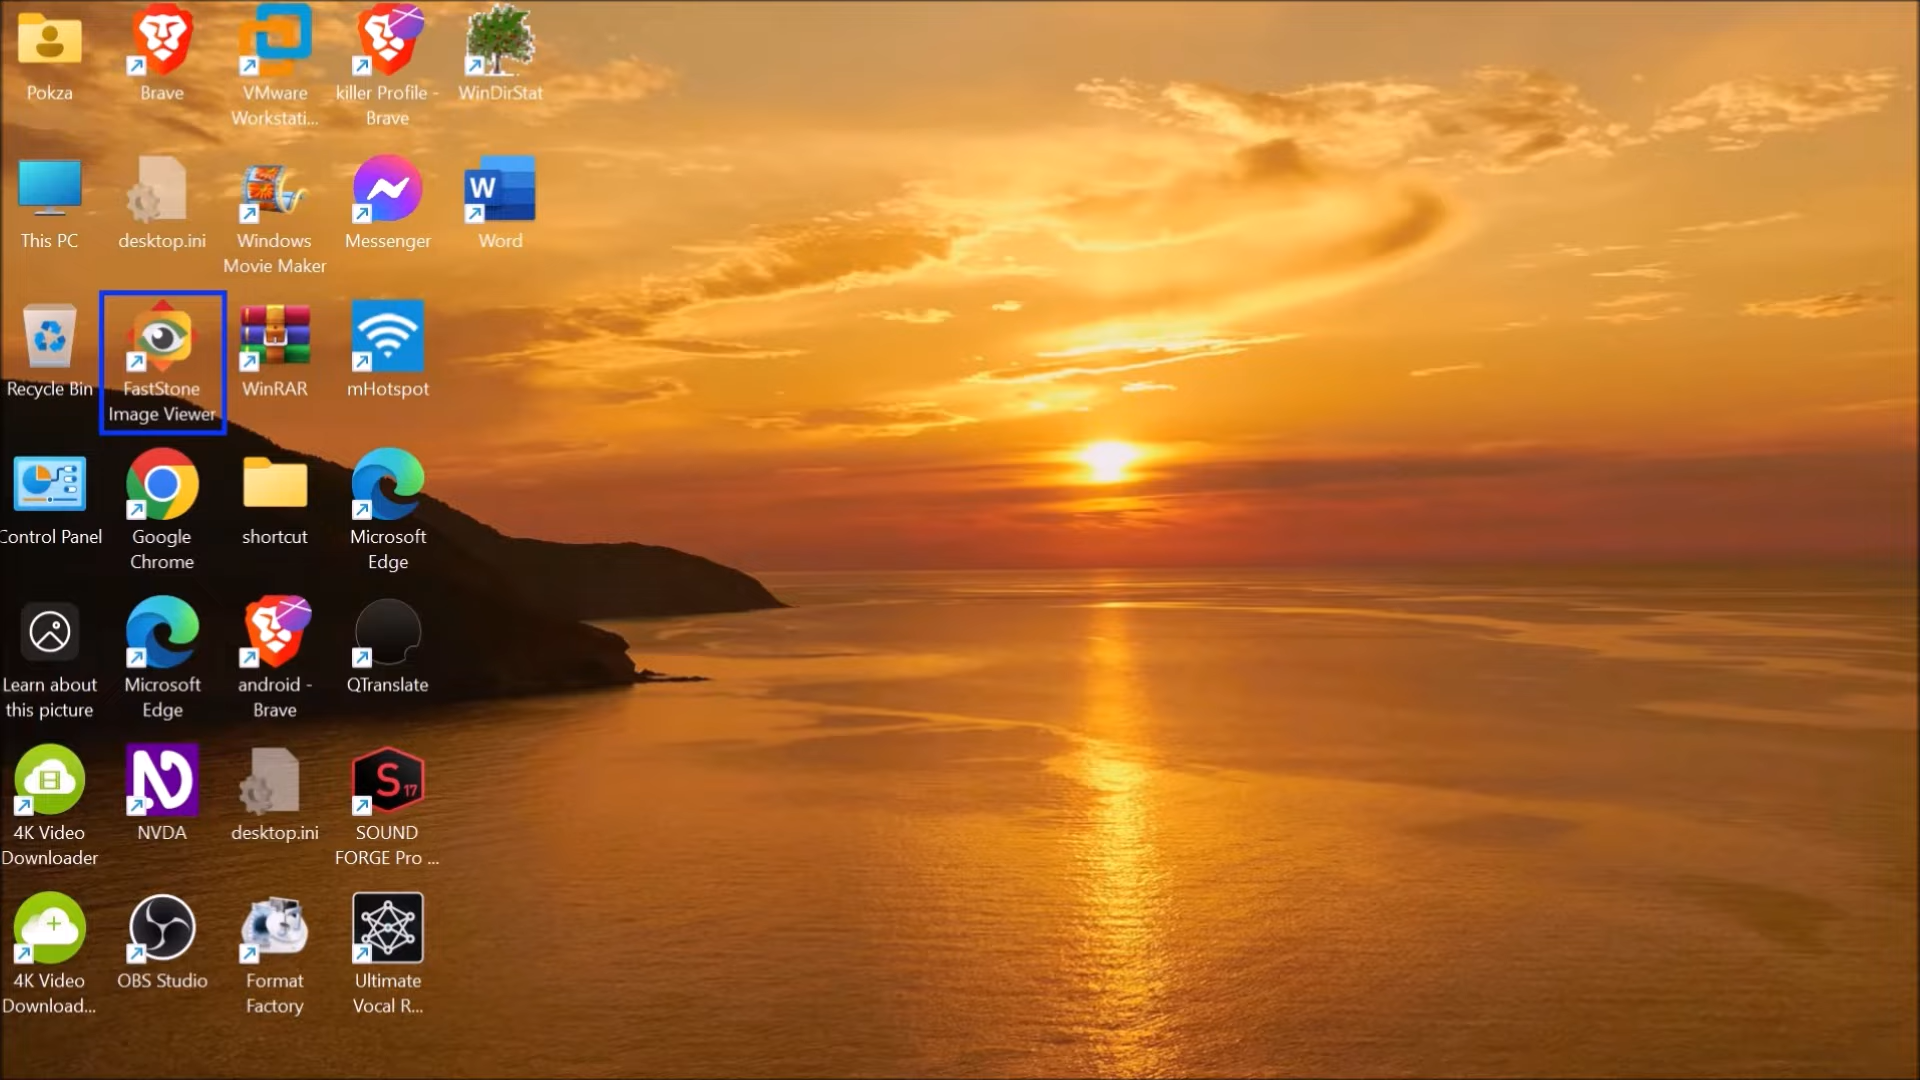 Pokza
Brave
VMware
Workstati...
killer Profile -
Brave
WinDirStat
This PC
desktop.ini
Windows
Movie Maker
Messenger
W
Word
Recycle Bin
FastStone
Image Viewer
WinRAR
mHotspot
Control Panel
Google
Chrome
shortcut
Microsoft
Edge
Learn about
this picture
Microsoft
Edge
android -
Brave
QTranslate
4K Video
Downloader
NVDA
desktop.ini
S 17
SOUND
FORGE Pro ...
4K Video
Download...
OBS Studio
Format
Factory
Ultimate
Vocal R...